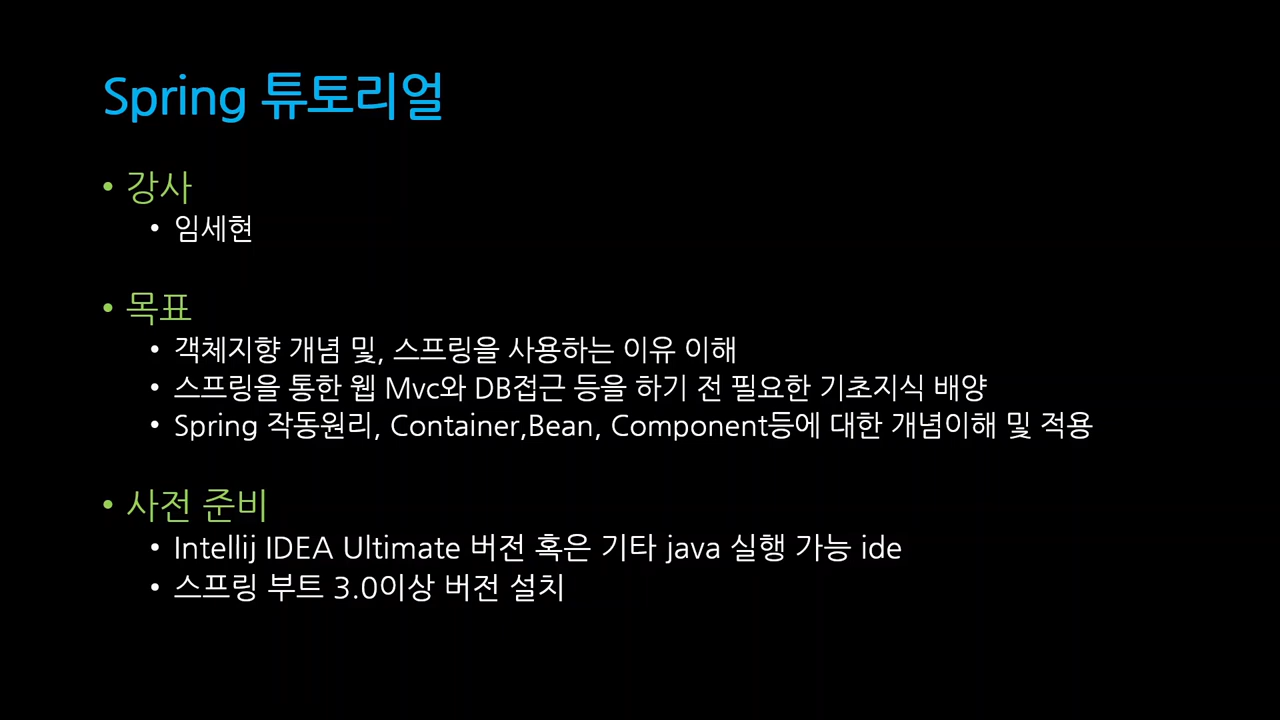 Spring 튜토리얼
• 강사
• 임세현
• 목표
• 객체지향 개념 및, 스프링을 사용하는 이유 이해
• 스프링을 통한 웹 Mvc와 DB접근 등을 하기 전 필요한 기초지식 배양
• Spring 작동원리, Container,Bean, Component등에 대한 개념이해 및 적용
• 사전 준비
• Intellij IDEA Ultimate 버전 혹은 기타 java 실행 가능 ide
• 스프링 부트 3.0이상 버전 설치